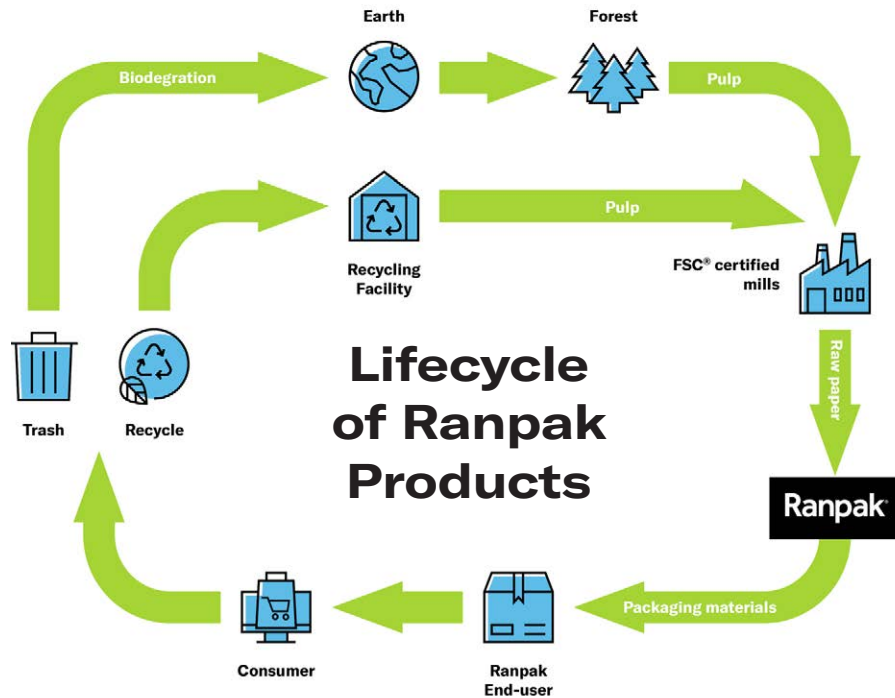 Earth
Forest
Biodegration
Pulp
Pulp
Recycling
Facility
FSC® certified
mills
Raw paper
Trash
Recycle
Lifecycle
of Ranpak
Products
Ranpak®
Packaging materials
Consumer
Ranpak
End-user